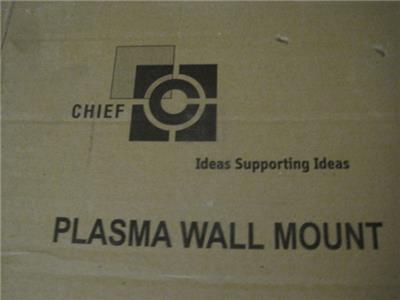 CHIEF
Ideas Supporting Ideas
PLASMA WALL MOUNT